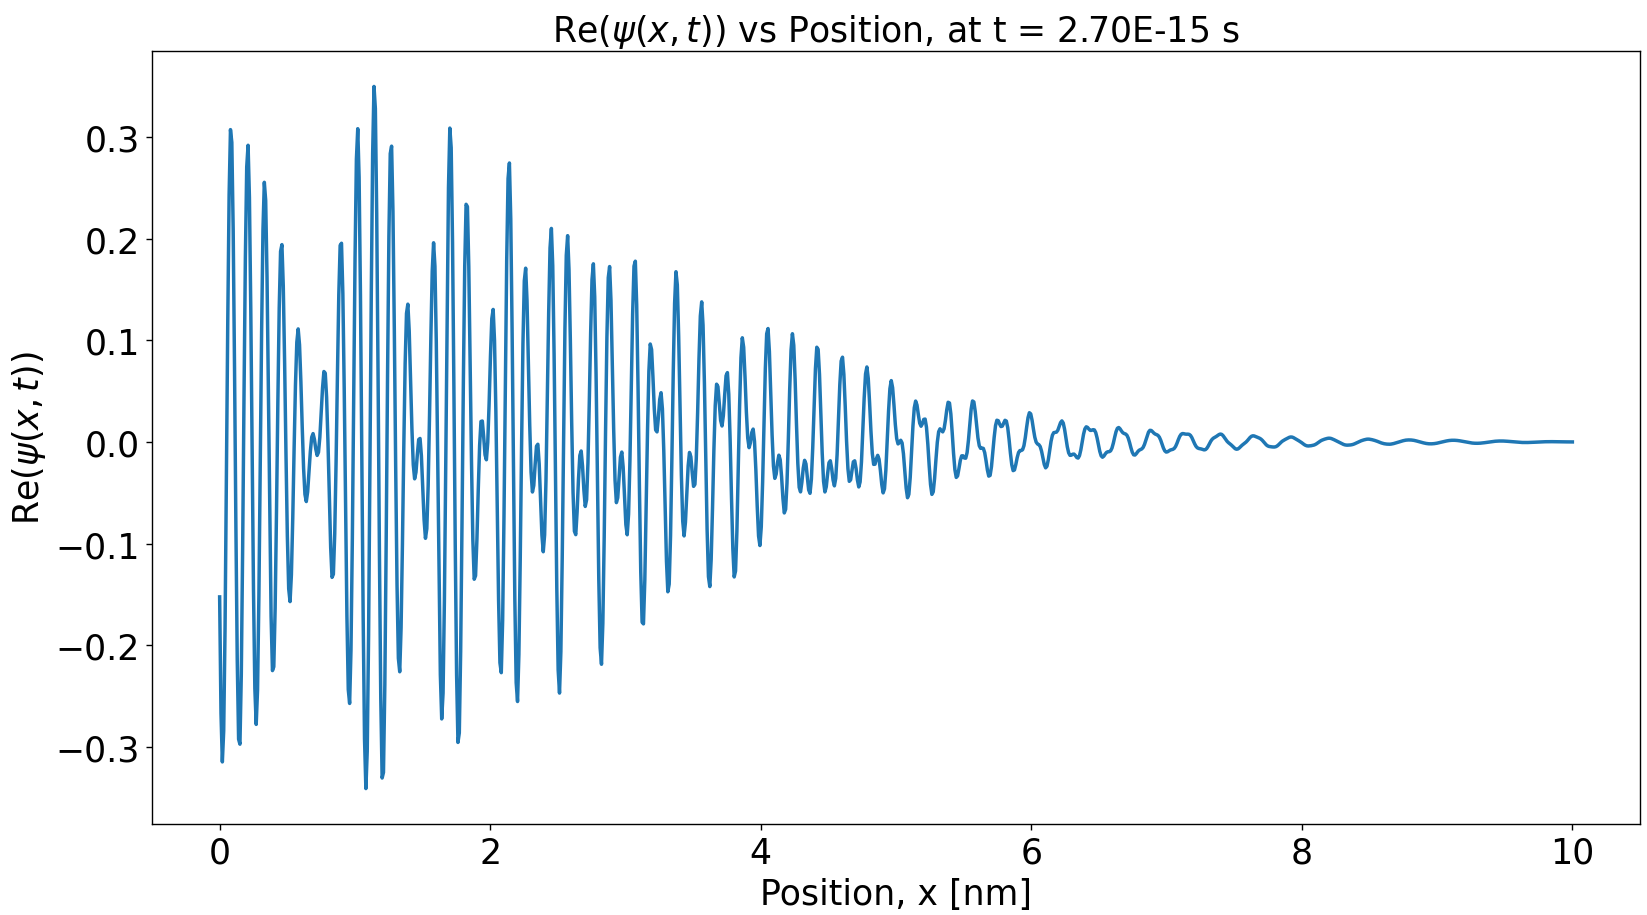 Re(ψ(x, t)) vs Position, at t = 2.70E-15 s
Re(ψ(x, t))
0.3
0.2
0.1
0.0
−0.1
−0.2
−0.3
0 2 4 6 8 10
Position, x [nm]